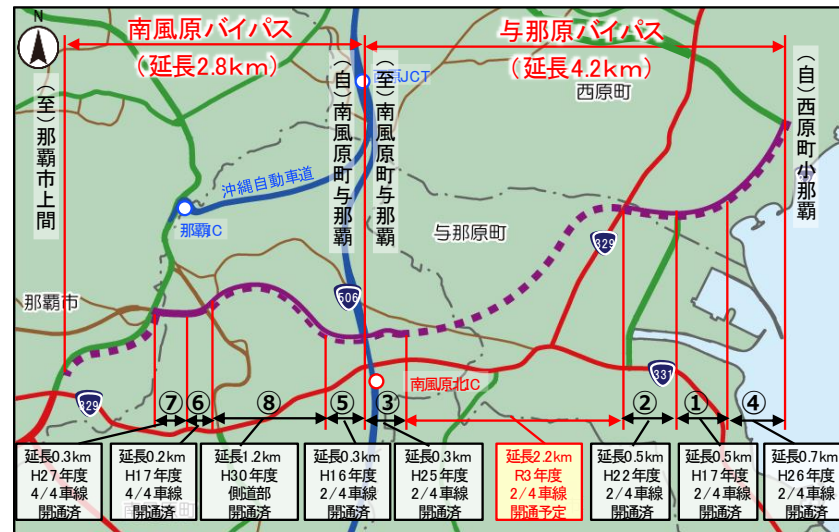 南風原バイパス
(延長2.8km)
与那原バイパス
(延長4.2km)
(至)那覇市上間
(自)南風原町与那覇
(至)南風原町与那覇
(自)西原町小那覇
西原JCT
西原町
沖縄自動車道
那覇IC
与那原町
那覇市
329
506
329
331
南風原北IC
⑦
⑥
⑧
⑤
③
②
①
④
延長0.3km
H27年度
4/4車線
開通済
延長0.2km
H17年度
4/4車線
開通済
延長1.2km
H30年度
側道部
開通済
延長0.3km
H16年度
2/4車線
開通済
延長0.3km
H25年度
2/4車線
開通済
延長2.2km
R3年度
2/4車線
開通予定
延長0.5km
H22年度
2/4車線
開通済
延長0.5km
H17年度
2/4車線
開通済
延長0.7km
H26年度
2/4車線
開通済